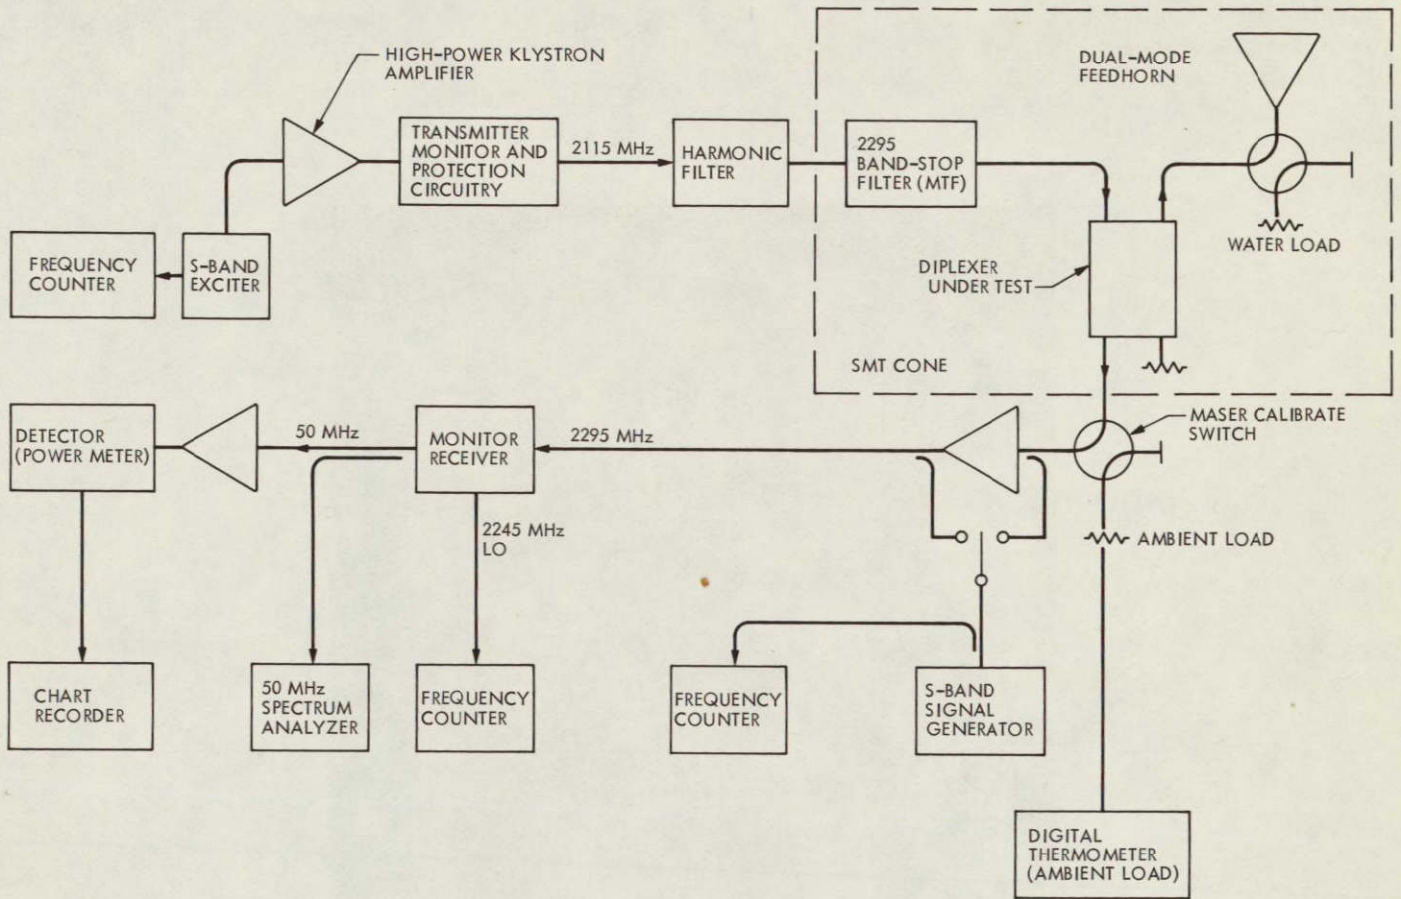 HIGH-POWER KLYSTRON
AMPLIFIER
DUAL-MODE
FEEDHORN
TRANSMITTER
MONITOR AND
PROTECTION
CIRCUITRY
2115 MHz
HARMONIC
FILTER
2295
BAND-STOP
FILTER (MTF)
WATER LOAD
FREQUENCY
COUNTER
S-BAND
EXCITER
DIPLEXER
UNDER TEST
SMT CONE
MASER CALIBRATE
SWITCH
DETECTOR
(POWER METER)
50 MHz
MONITOR
RECEIVER
2295 MHz
2245 MHz
LO
AMBIENT LOAD
CHART
RECORDER
50 MHz
SPECTRUM
ANALYZER
FREQUENCY
COUNTER
FREQUENCY
COUNTER
S-BAND
SIGNAL
GENERATOR
DIGITAL
THERMOMETER
(AMBIENT LOAD)